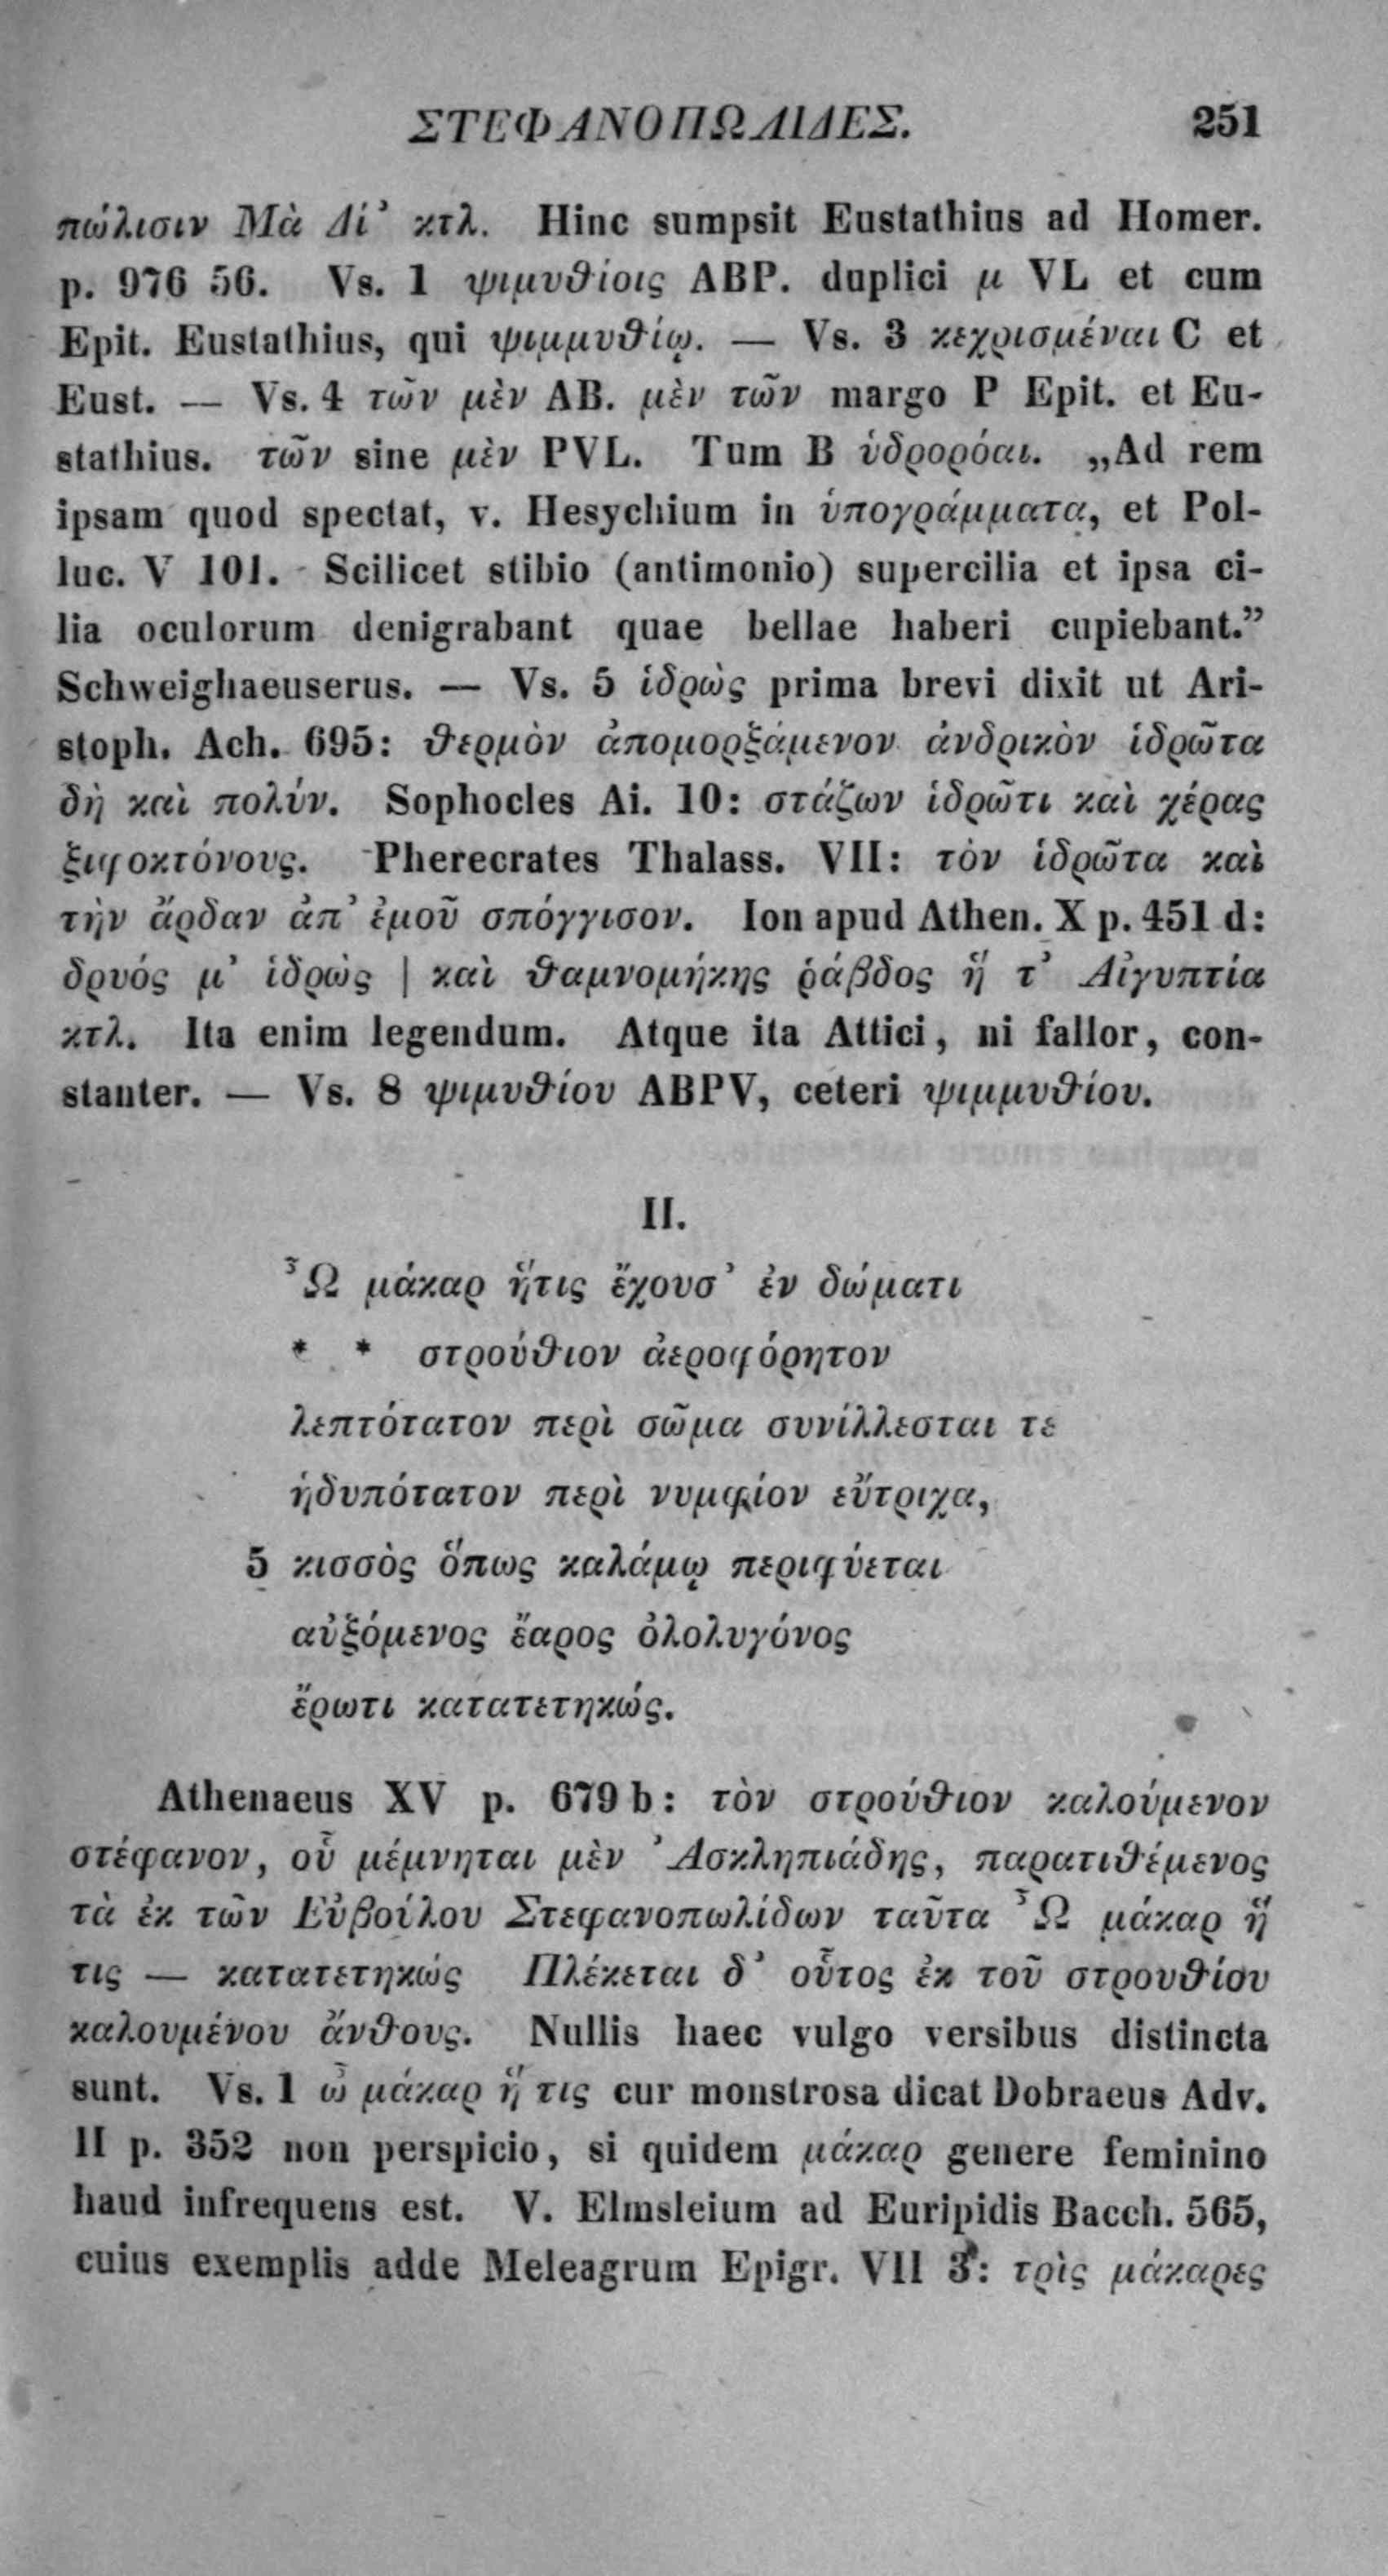 ΣΤΕΦΑΝΟΠΩΛΙΔΕΣ. 251
πώλισιν Μὰ Δί' κτλ. Hinc sumpsit Eustathius ad Homer.
p. 976 56. Vs. 1 ψιμυθίοις ABP. duplici μ VL et cum
Epit. Eustathius, qui ψιμμυθίῳ. — Vs. 3 κεχρισμέναι C et
Eust. — Vs. 4 τῶν μὲν AB. μὲν τῶν margo P Epit. et Eu-
stathius. τῶν sine μὲν PVL. Tum B ὑδρορόαι. „Ad rem
ipsam quod spectat, v. Hesychium in ὑπογράμματα, et Pol-
luc. V 101. Scilicet stibio (antimonio) supercilia et ipsa ci-
lia oculorum denigrabant quae bellae haberi cupiebant.”
Schweighaeuserus. — Vs. 5 ἱδρὼς prima brevi dixit ut Ari-
stoph. Ach. 695: θερμὸν ἀπομορξάμενον ἀνδρικὸν ἱδρῶτα
δὴ καὶ πολύν. Sophocles Ai. 10: στάζων ἱδρῶτι καὶ χέρας
ξιφοκτόνους. Pherecrates Thalass. VII: τὸν ἱδρῶτα καὶ
τὴν ἄρδαν ἀπ' ἐμοῦ σπόγγισον. Ion apud Athen. X p. 451 d:
δρυός μ' ἱδρὼς | καὶ θαμνομήκης ῥάβδος ἥ τ' Αἰγυπτία
κτλ. Ita enim legendum. Atque ita Attici, ni fallor, con-
stanter. — Vs. 8 ψιμυθίου ABPV, ceteri ψιμμυθίου.
II.
Ὦ μάκαρ ἥτις ἔχουσ' ἐν δώματι
* * στρούθιον ἀεροφόρητον
λεπτότατον περὶ σῶμα συνίλλεσται τε
ἡδυπότατον περὶ νυμφίον εὔτριχα,
5 κισσὸς ὅπως καλάμῳ περιφύεται
αὐξόμενος ἔαρος ὀλολυγόνος
ἔρωτι κατατετηκώς.
Athenaeus XV p. 679 b: τὸν στρούθιον καλούμενον
στέφανον, οὗ μέμνηται μὲν Ἀσκληπιάδης, παρατιθέμενος
τὰ ἐκ τῶν Εὐβούλου Στεφανοπωλίδων ταῦτα Ὦ μάκαρ ἥ
τις — κατατετηκώς Πλέκεται δ' οὗτος ἐκ τοῦ στρουθίου
καλουμένου ἄνθους. Nullis haec vulgo versibus distincta
sunt. Vs. 1 ὦ μάκαρ ἥ τις cur monstrosa dicat Dobraeus Adv.
II p. 352 non perspicio, si quidem μάκαρ genere feminino
haud infrequens est. V. Elmsleium ad Euripidis Bacch. 565,
cuius exemplis adde Meleagrum Epigr. VII 3: τρὶς μάκαρες